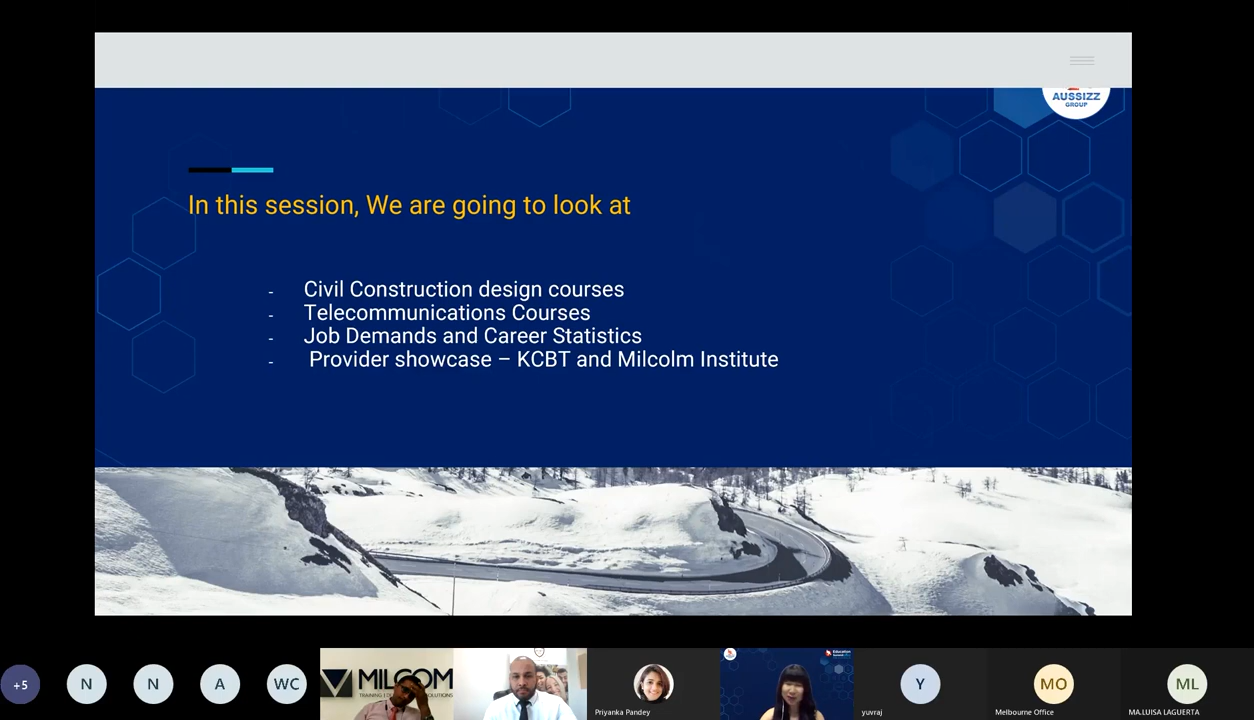 AUSSIZZ
GROUP
In this session, We are going to look at
- Civil Construction design courses
- Telecommunications Courses
- Job Demands and Career Statistics
- Provider showcase – KCBT and Milcolm Institute
+5
N
N
A
WC
MILCOM
Priyanka Pandey
Y
yuvraj
MO
Melbourne Office
ML
MA.LUISA LAGUERTA